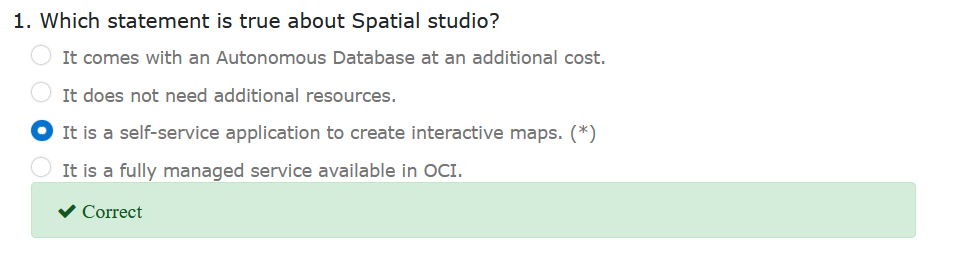 1. Which statement is true about Spatial studio?
It comes with an Autonomous Database at an additional cost.
It does not need additional resources.
It is a self-service application to create interactive maps. (*)
It is a fully managed service available in OCI.
✔ Correct